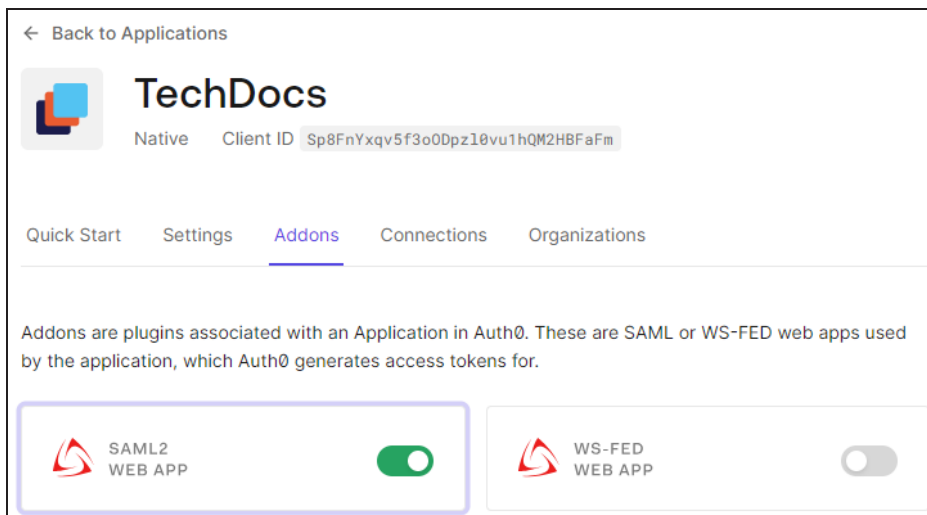 ← Back to Applications
TechDocs
Native Client ID Sp8FnYxqv5f3oODpzl0vu1hQM2HBFaFm
Quick Start Settings Addons Connections Organizations
Addons are plugins associated with an Application in Auth0. These are SAML or WS-FED web apps used
by the application, which Auth0 generates access tokens for.
SAML2
WEB APP
WS-FED
WEB APP